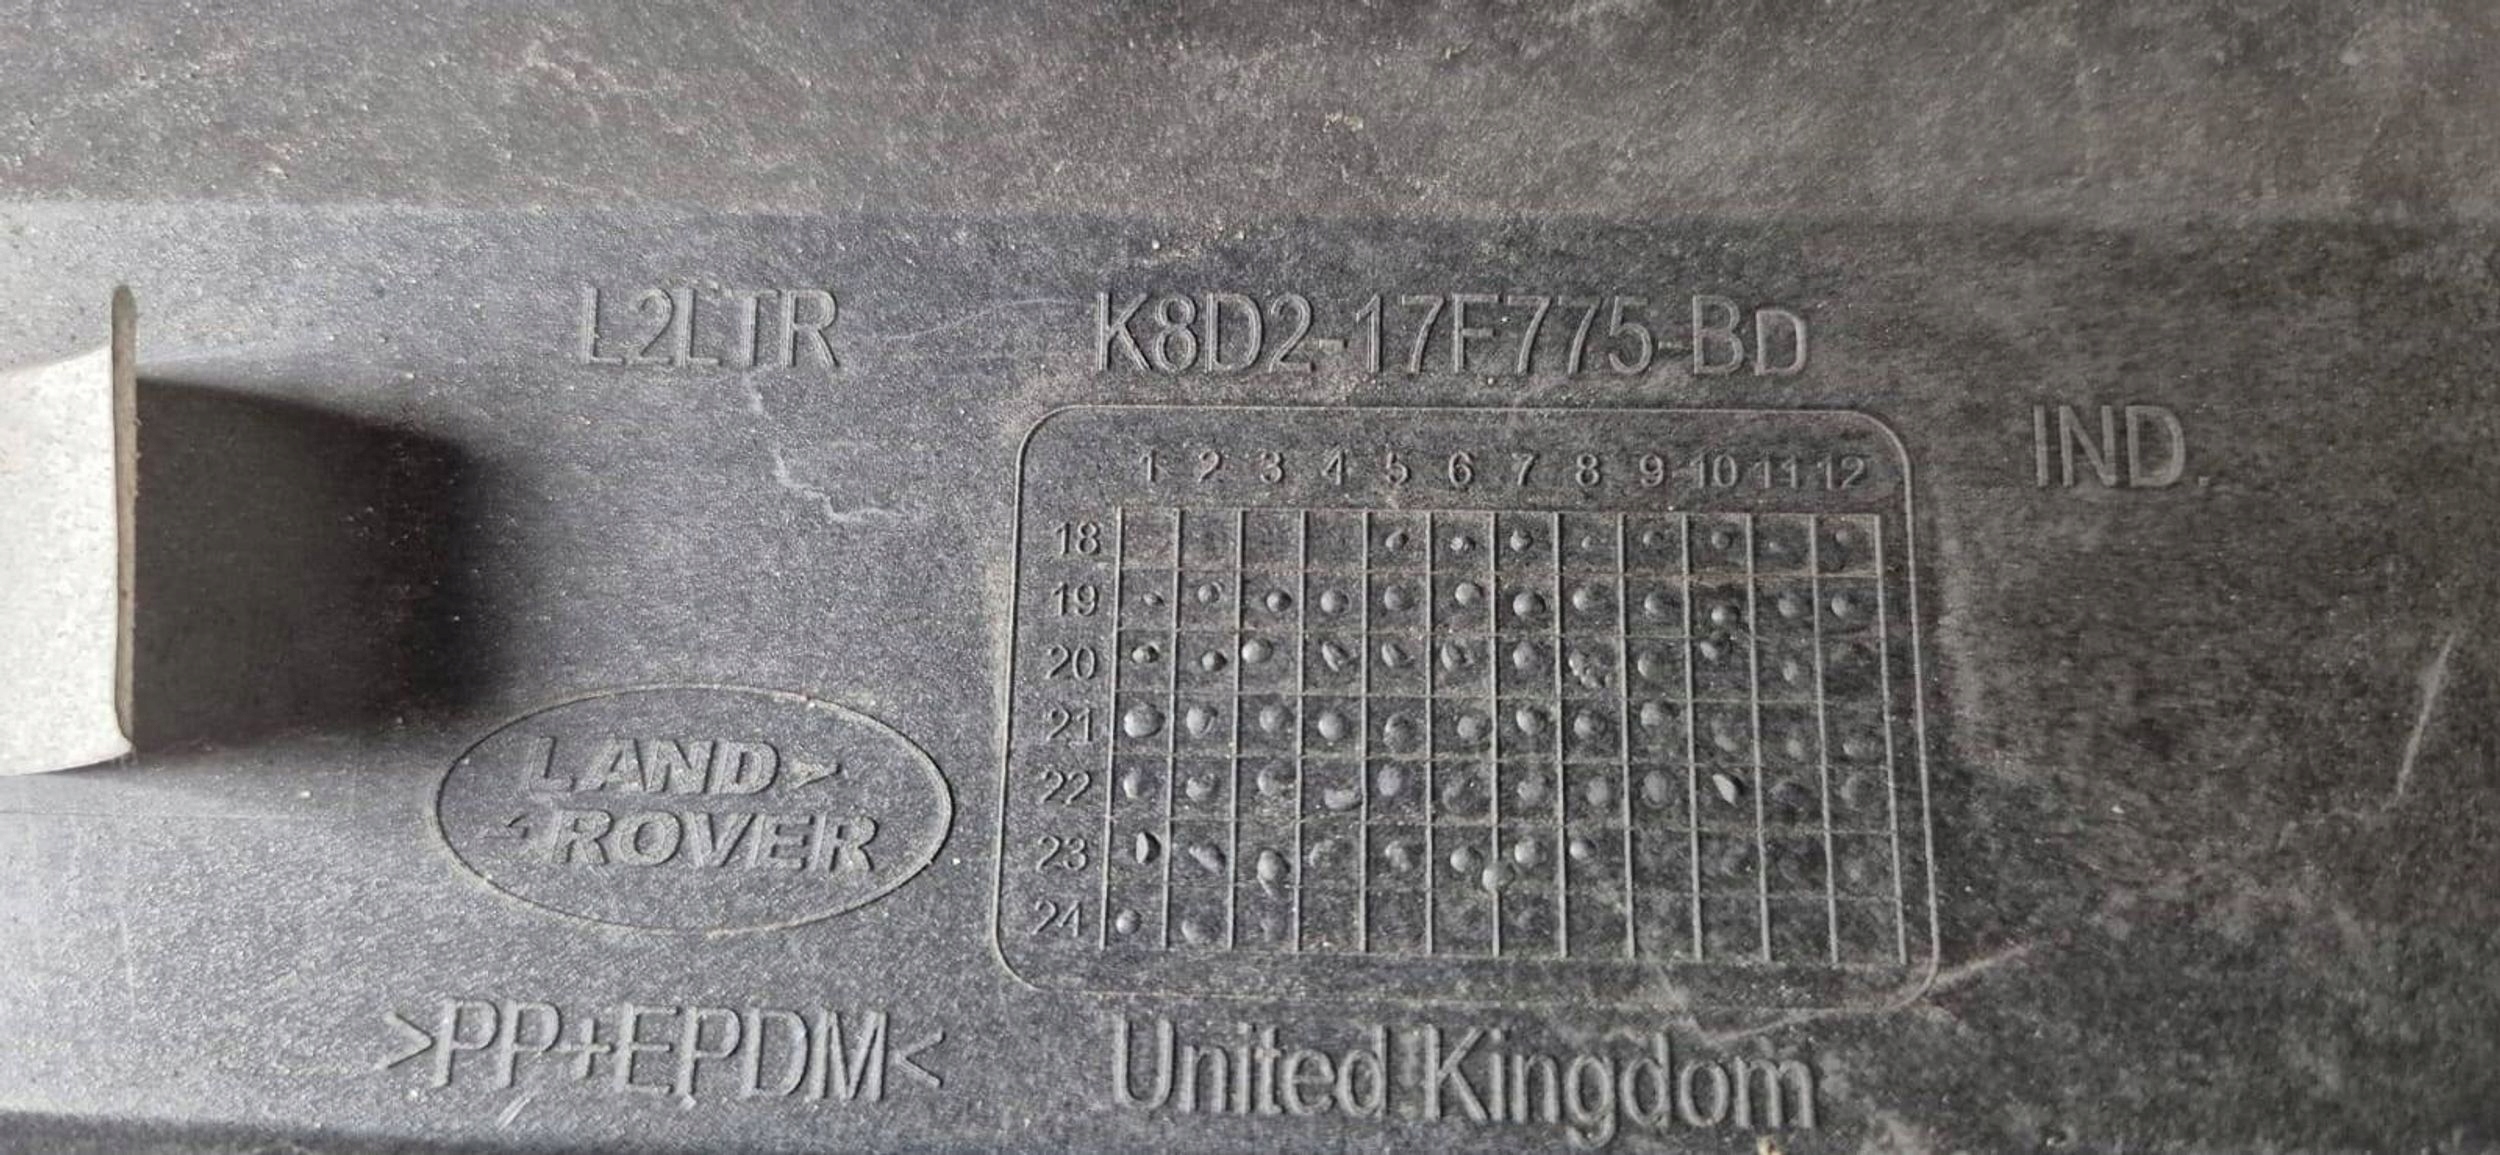 L2LTR K8D2-17F775-BD
IND.
1 2 3 4 5 6 7 8 9 10 11 12
18
19
20
21
22
23
24
LAND
ROVER
>PP+EPDM<
United Kingdom